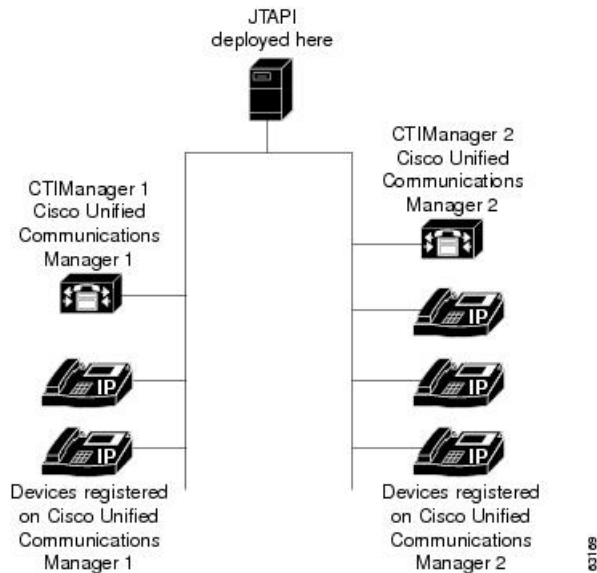 JTAPI
deployed here
CTIManager 1
Cisco Unified
Communications
Manager 1
CTIManager 2
Cisco Unified
Communications
Manager 2
IP
IP
IP
IP
IP
Devices registered
on Cisco Unified
Communications
Manager 1
Devices registered
on Cisco Unified
Communications
Manager 2
63169